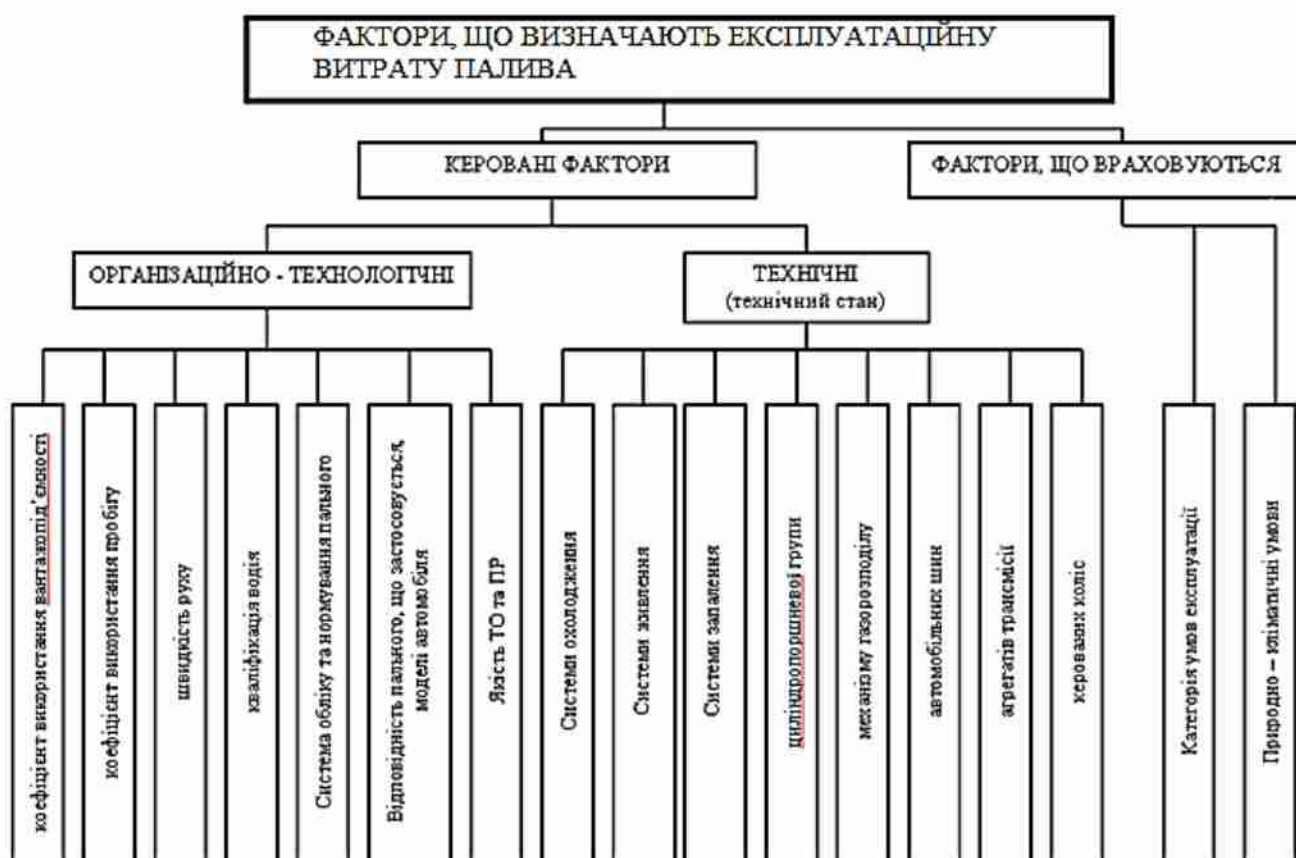 ФАКТОРИ, ЩО ВИЗНАЧАЮТЬ ЕКСПЛУАТАЦІЙНУ
ВИТРАТУ ПАЛИВА
КЕРОВАНІ ФАКТОРИ
ФАКТОРИ, ЩО ВРАХОВУЮТЬСЯ
ОРГАНІЗАЦІЙНО - ТЕХНОЛОГІЧНІ
ТЕХНІЧНІ
(технічний стан)
коефіцієнт використання вантажопід'ємності
коефіцієнт використання пробігу
швидкість руху
кваліфікація водія
Система обліку та нормування пального
Відповідність пального, що застосовується,
моделі автомобіля
Якість ТО та ПР
Системи охолодження
Системи живлення
Системи запалення
циліндропоршневої групи
механізму газорозподілу
автомобільних шин
агрегатів трансмісії
керованих коліс
Категорія умов експлуатації
Природно – кліматичні умови